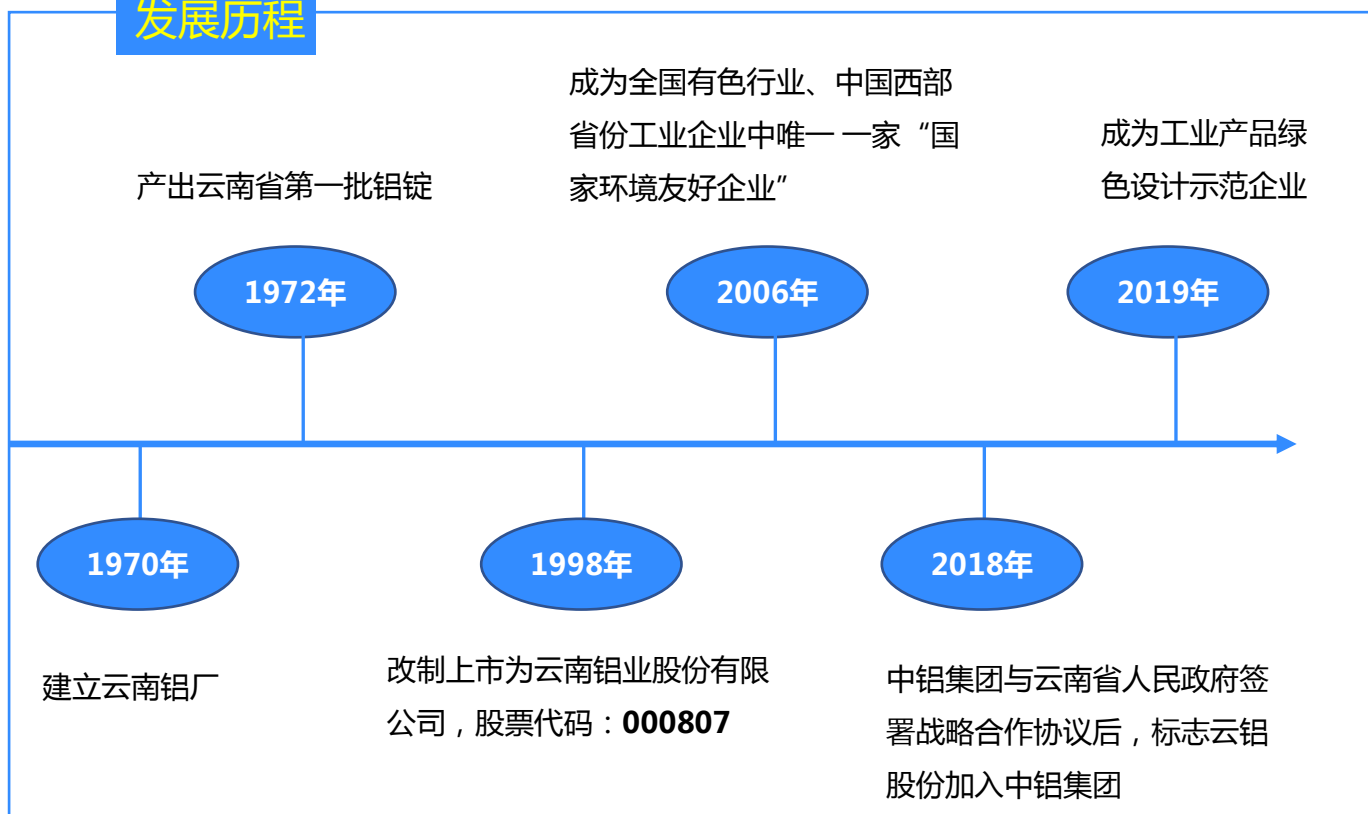 发展历程
成为全国有色行业、中国西部
省份工业企业中唯一 一家“国
家环境友好企业”
成为工业产品绿
色设计示范企业
产出云南省第一批铝锭
1972年
2006年
2019年
1970年
1998年
2018年
建立云南铝厂
改制上市为云南铝业股份有限
公司，股票代码：000807
中铝集团与云南省人民政府签
署战略合作协议后，标志云铝
股份加入中铝集团